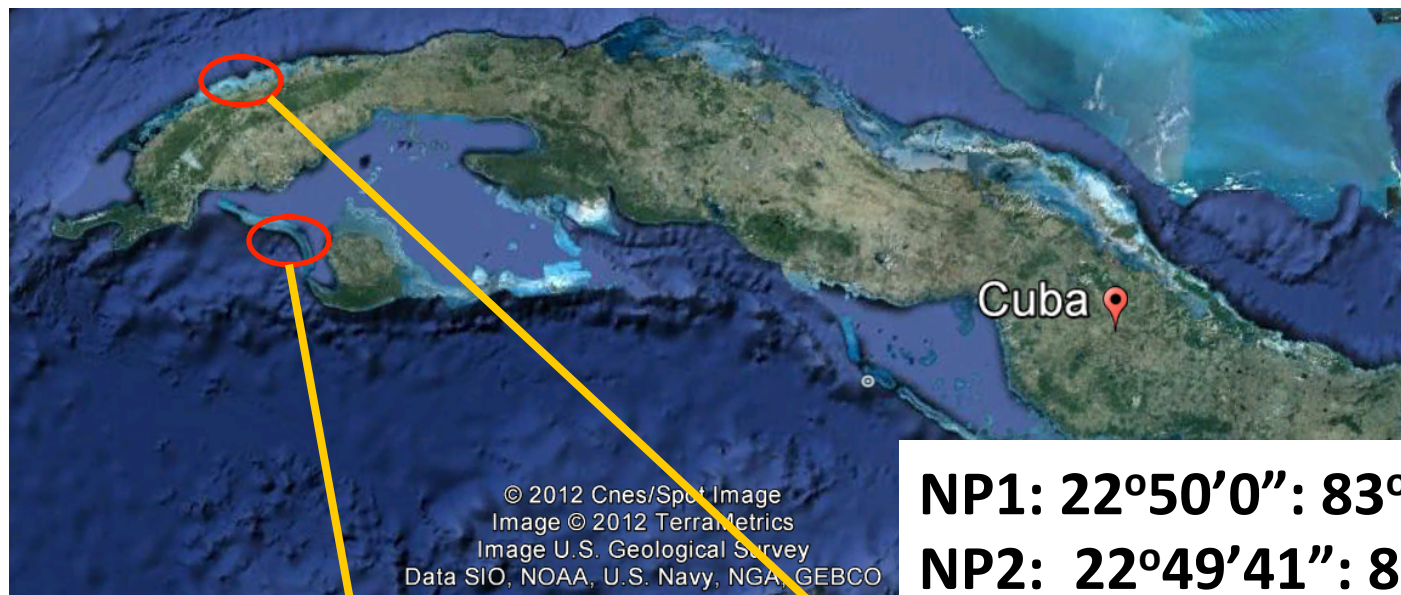 Cuba
© 2012 Cnes/Spot Image
Image © 2012 TerraMetrics
Image U.S. Geological Survey
Data SIO, NOAA, U.S. Navy, NGA, GEBCO
NP1: 22º50’0”: 83º
NP2: 22º49’41”: 8